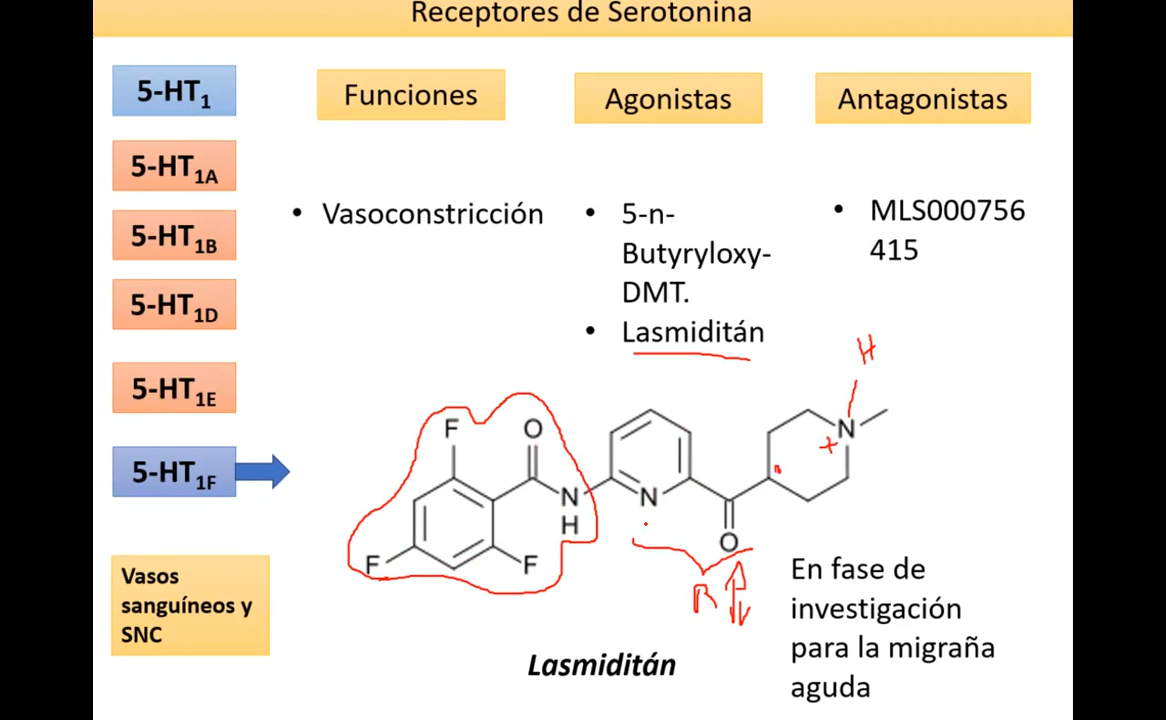 Receptores de Serotonina
5-HT1
Funciones
Agonistas
Antagonistas
5-HT1A
5-HT1B
5-HT1D
5-HT1E
5-HT1F
Vasos
sanguíneos y
SNC
• Vasoconstricción
• 5-n-
Butyryloxy-
DMT.
• Lasmiditán
• MLS000756
415
H
F
O
N
+
N
H
N
F
F
O
R
En fase de
investigación
para la migraña
aguda
Lasmiditán